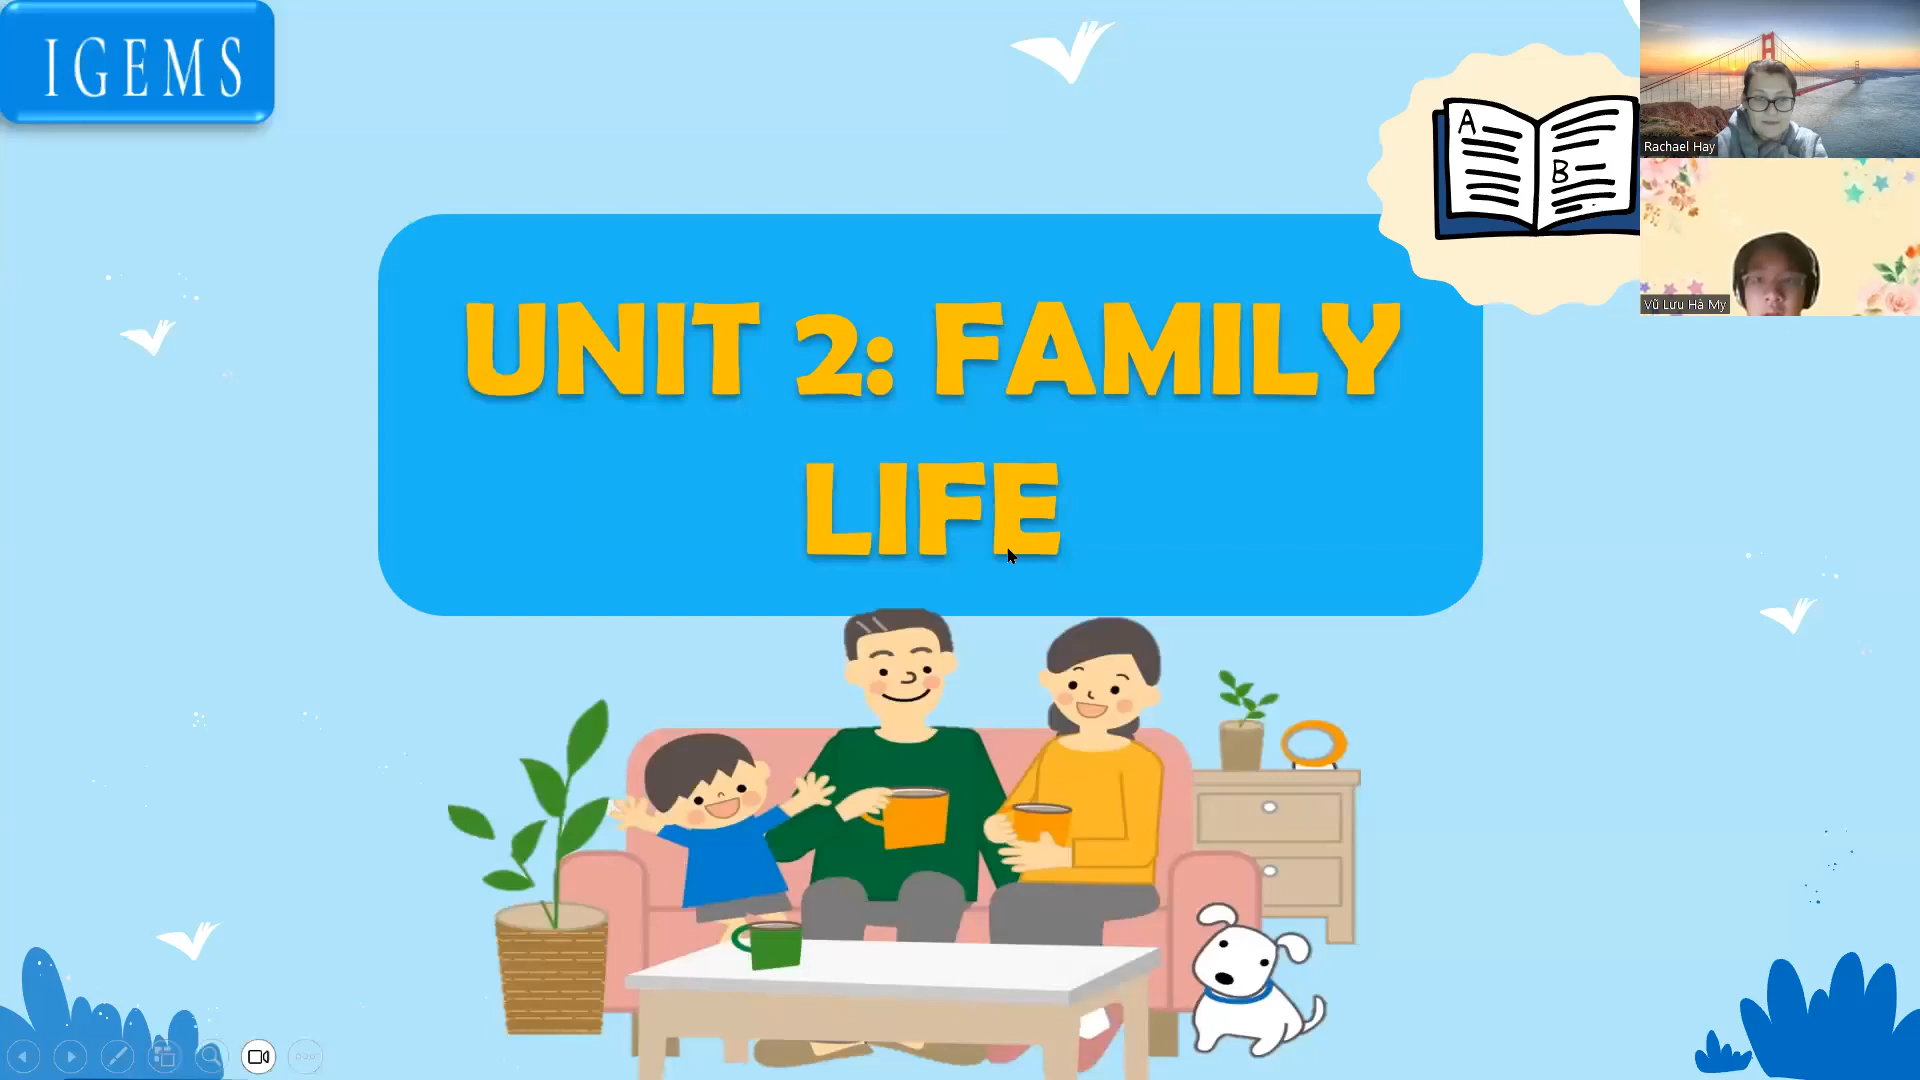 IGEMS
A
B
Rachael Hay
Vũ Lưu Hà My
UNIT 2: FAMILY
LIFE